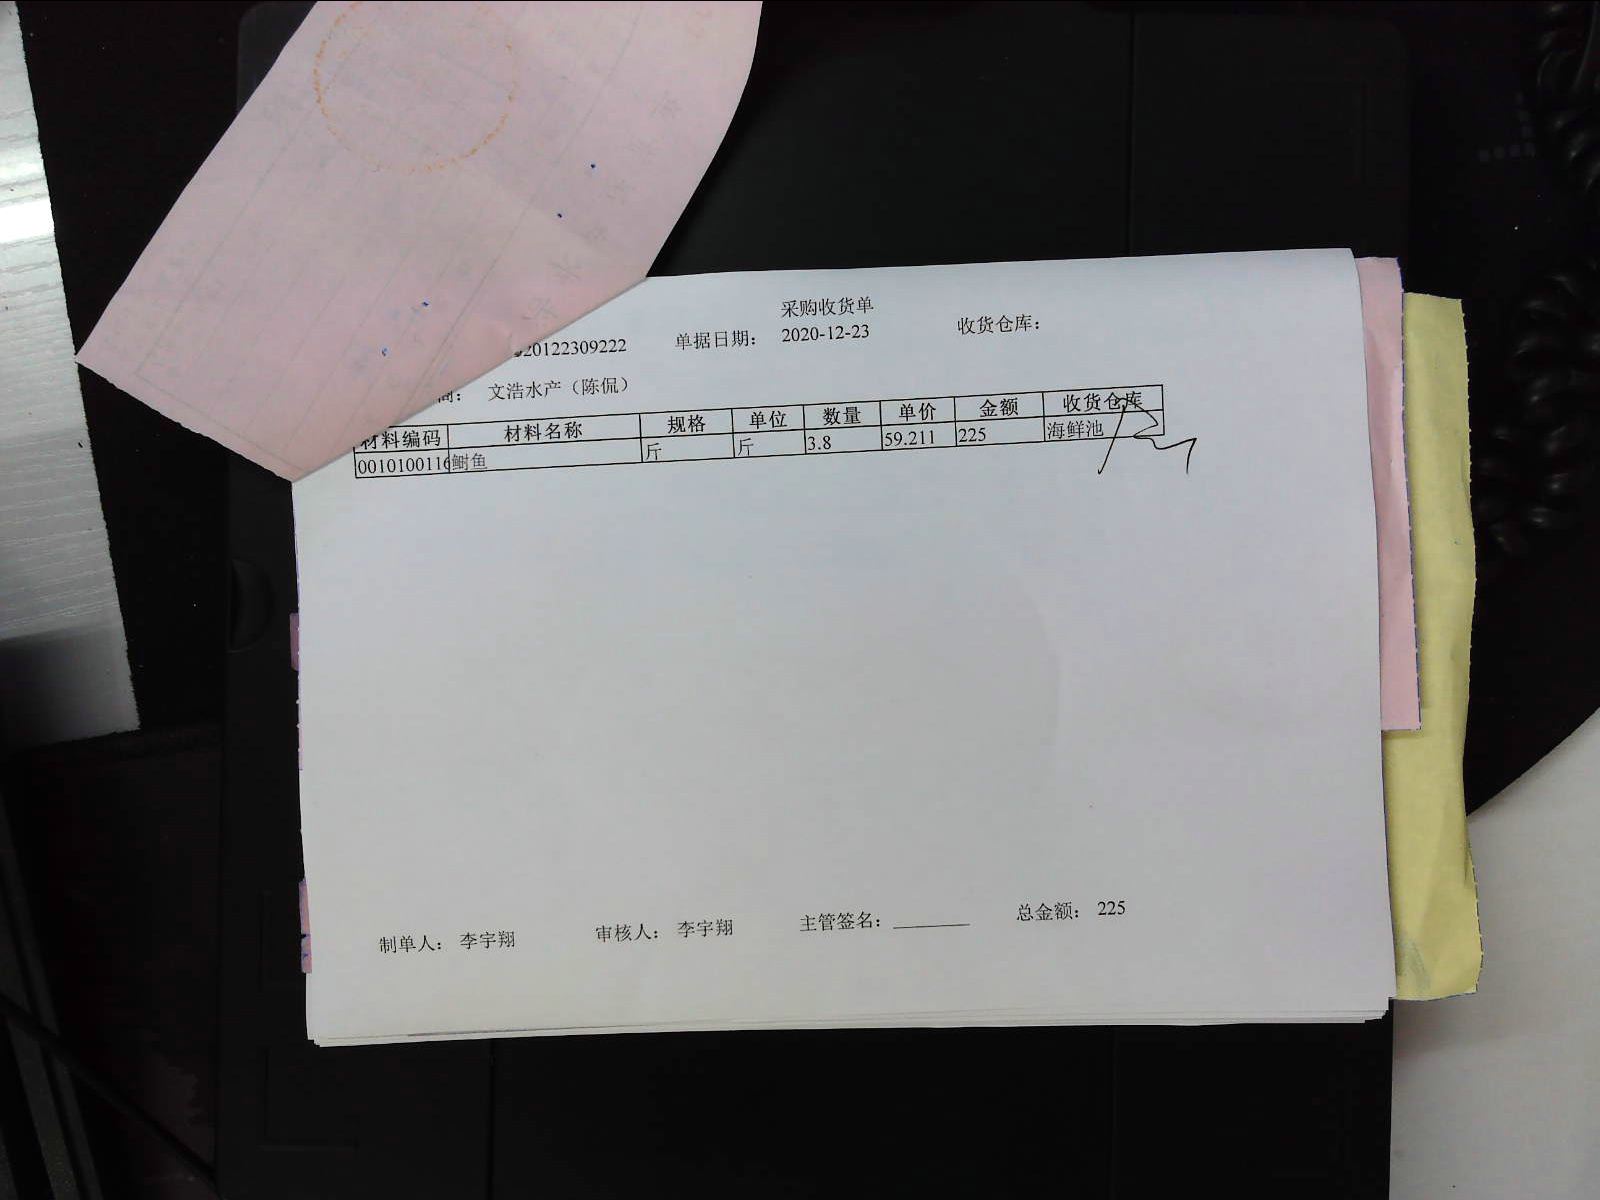 采购收货单
20122309222 单据日期： 2020-12-23 收货仓库：
商： 文浩水产（陈侃）
材料编码 材料名称 规格 单位 数量 单价 金额 收货仓库
0010100116 鲥鱼 斤 斤 3.8 59.211 225 海鲜池
制单人： 李宇翔 审核人： 李宇翔 主管签名： 总金额： 225